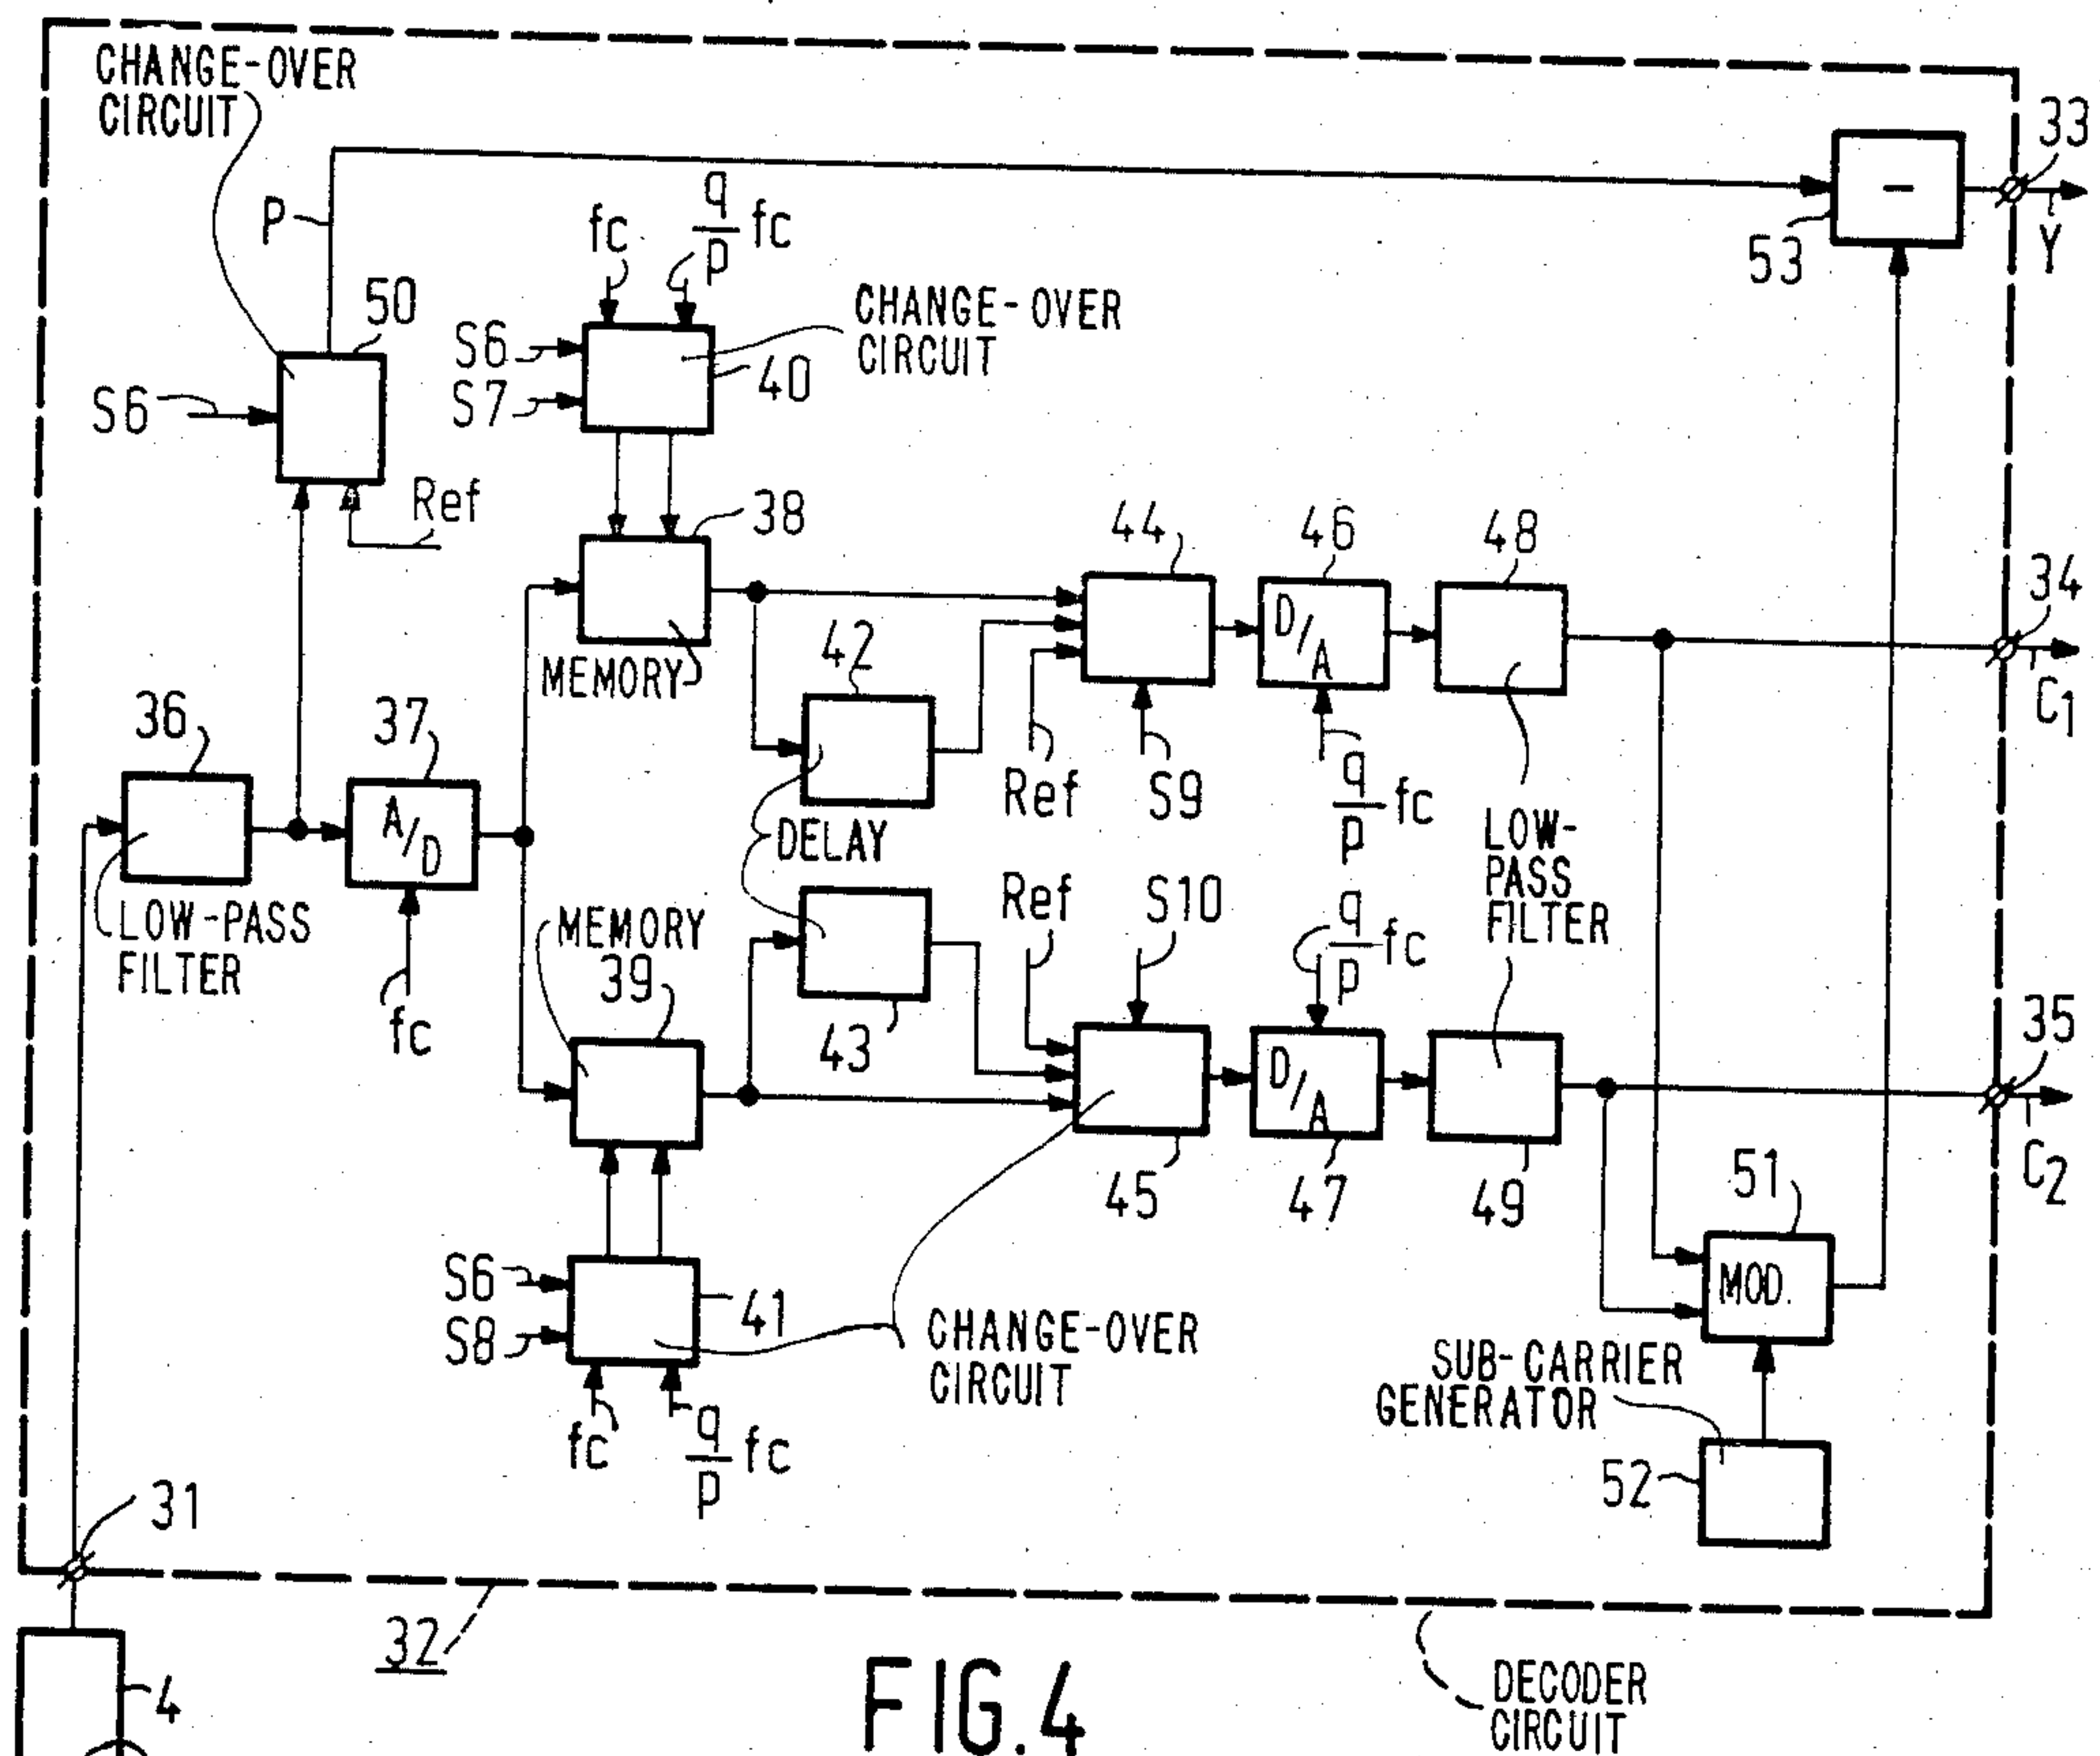 CHANGE-OVER
CIRCUIT
33
P
fc
q/p fc
53
Y
50
CHANGE-OVER
CIRCUIT
S6
S7
40
S6
Ref
38
44
46
48
34
D/A
MEMORY
42
C1
36
37
Ref
S9
q/p fc
A/D
DELAY
LOW-
PASS
FILTER
LOW-PASS
FILTER
fc
MEMORY
39
Ref
S10
q/p fc
43
35
D/A
45
47
49
51
C2
S6
S8
41
MOD.
CHANGE-OVER
CIRCUIT
SUB-CARRIER
GENERATOR
fc
q/p fc
52
31
32
4
FIG.4
DECODER
CIRCUIT